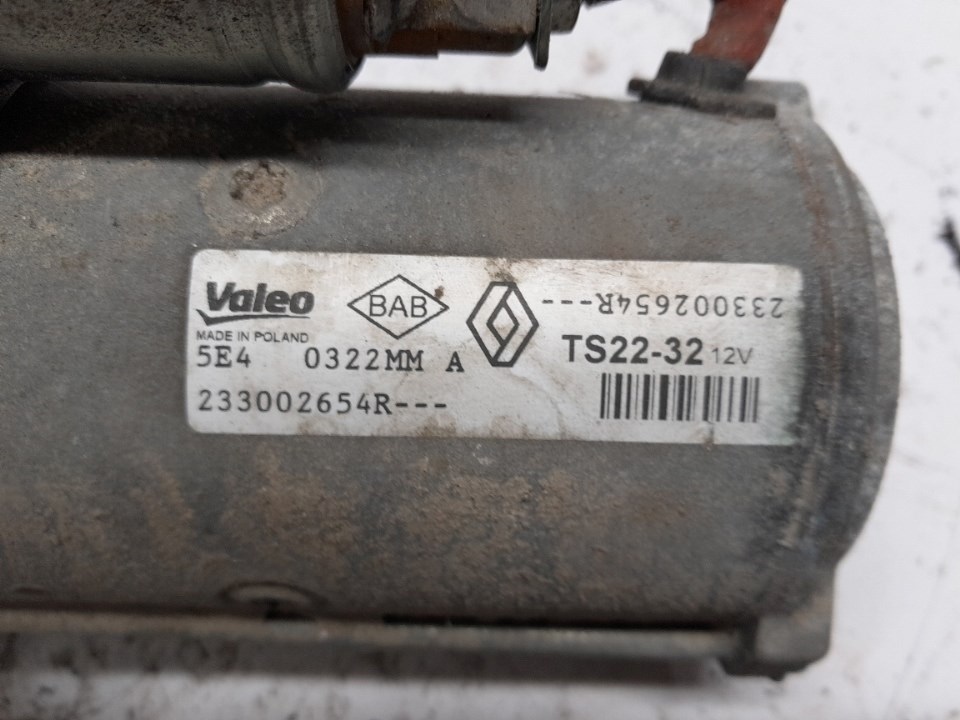 Valeo
MADE IN POLAND
BAB
233002654R---
5E4 0322MM A
TS22-32 12V
233002654R---